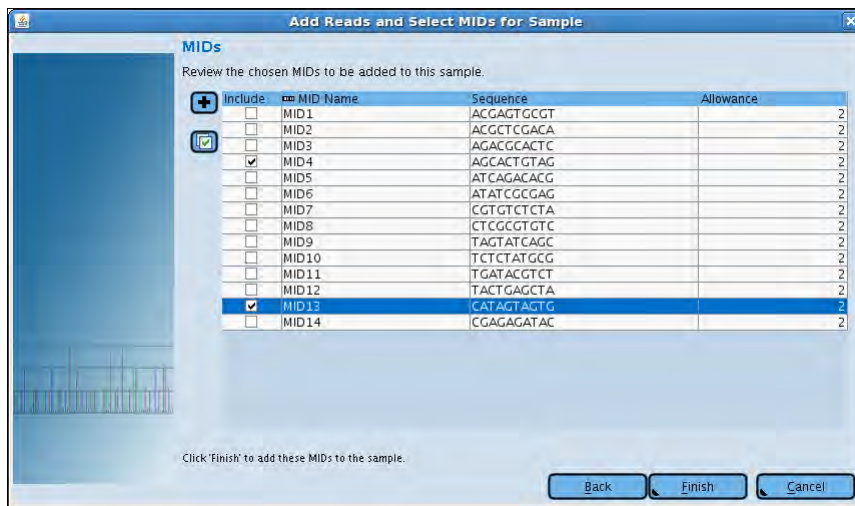 Add Reads and Select MIDs for Sample
MIDs
Review the chosen MIDs to be added to this sample.
Include MID Name Sequence Allowance
MID1 ACGAGTGCGT 2
MID2 ACGCTCGACA 2
MID3 AGACGCACTC 2
MID4 AGCACTGTAG 2
MID5 ATCAGACACG 2
MID6 ATATCGCGAG 2
MID7 CGTGTCTCTA 2
MID8 CTCGCGTGTC 2
MID9 TAGTATCAGC 2
MID10 TCTCTATGCG 2
MID11 TGATACGTCT 2
MID12 TACTGAGCTA 2
MID13 CATAGTAGTG 2
MID14 CGAGAGATAC 2
Click 'Finish' to add these MIDs to the sample.
Back Finish Cancel